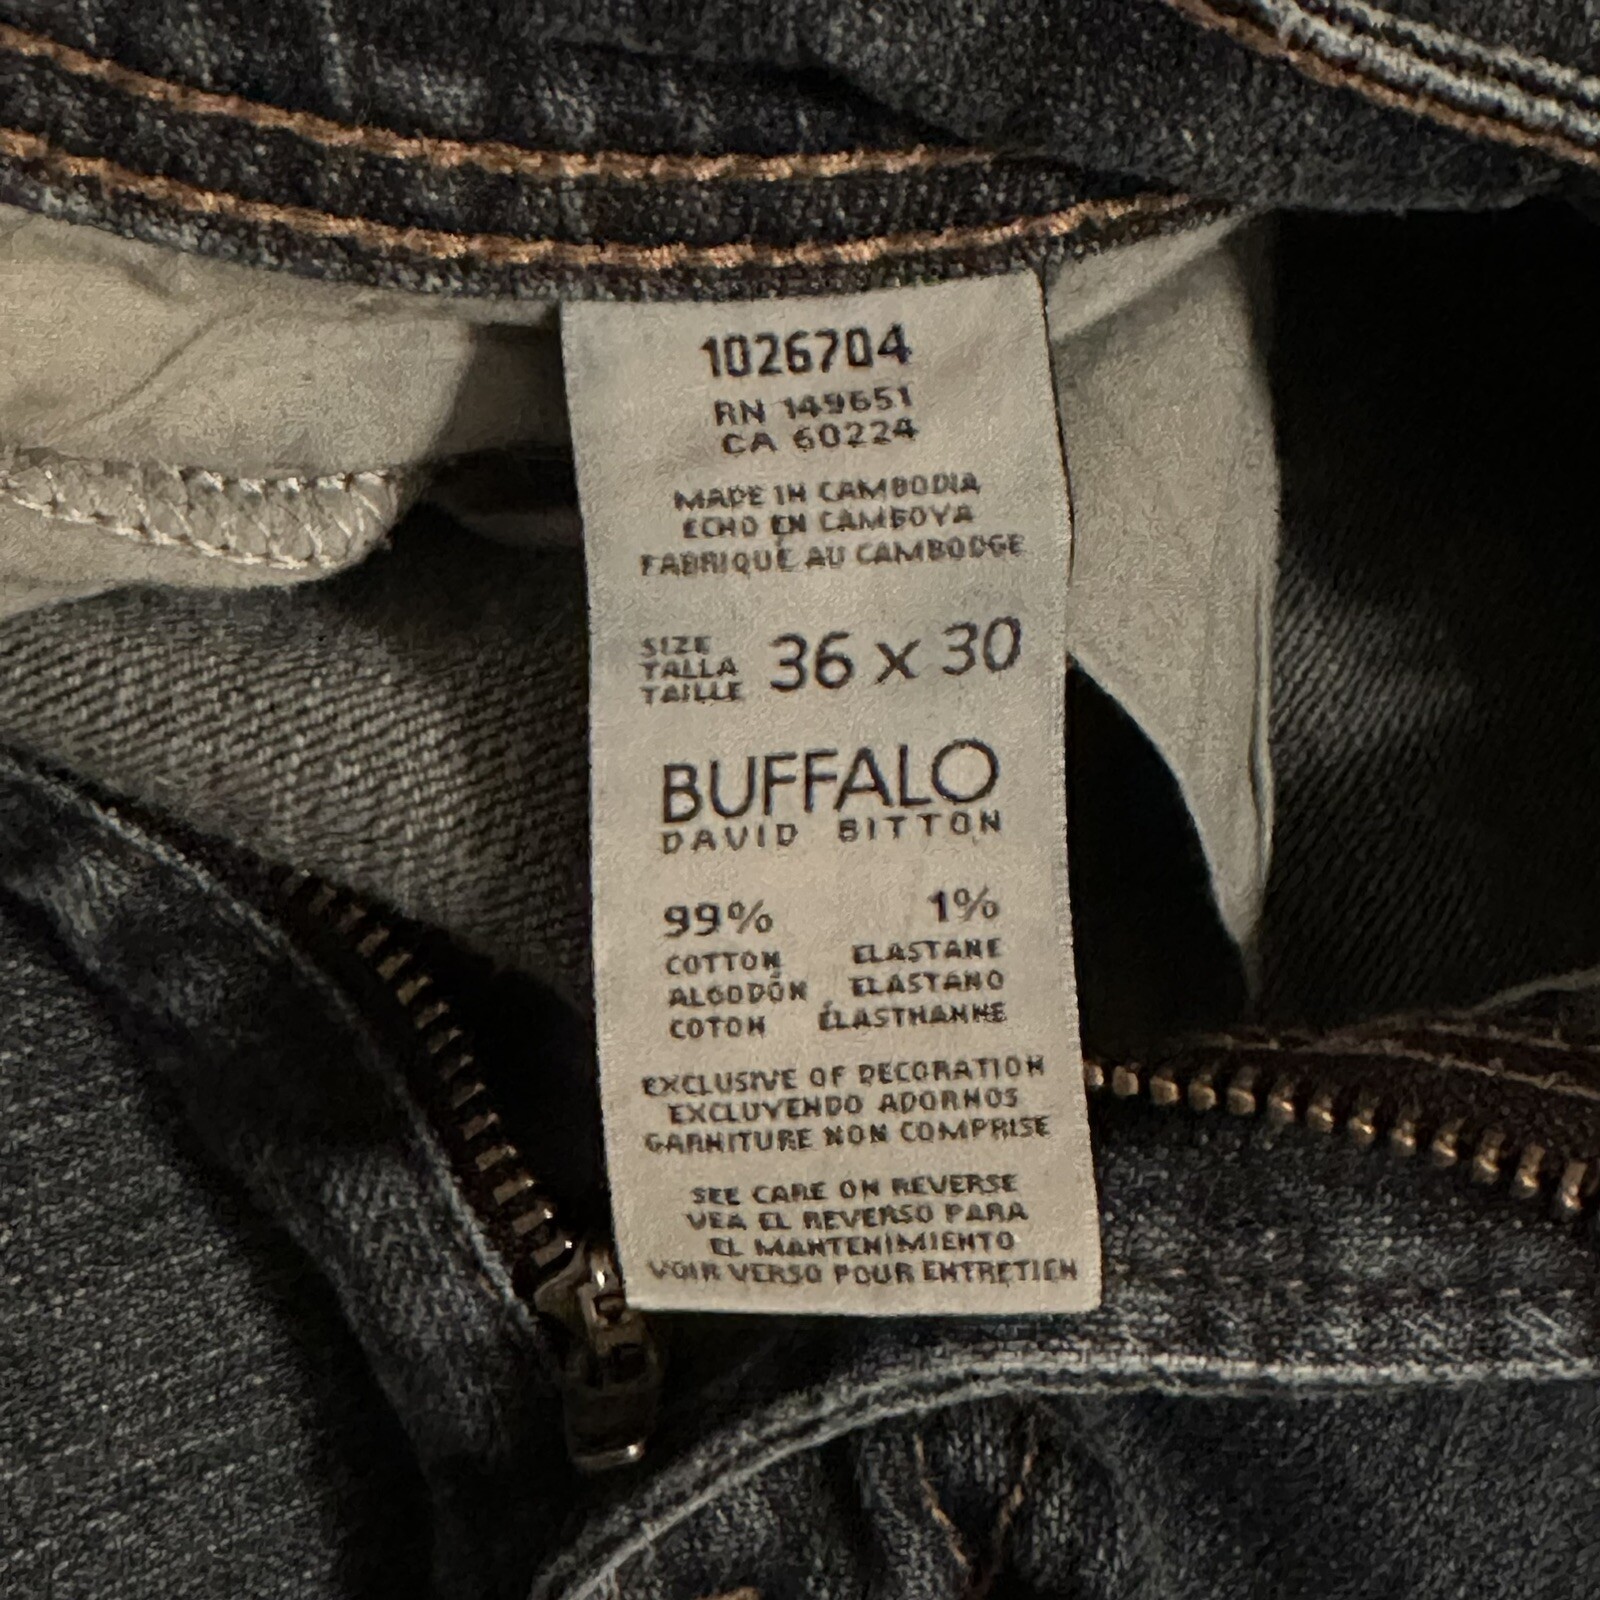 1026704
RN 149651
CA 60224
MADE IN CAMBODIA
ECHO EN CAMBOYA
FABRIQUÉ AU CAMBODGE
SIZE
TALLA
TAILLE
36 x 30
BUFFALO
DAVID BITTON
99% 1%
COTTON ELASTANE
ALGODÓN ELASTANO
COTON ÉLASTHANNE
EXCLUSIVE OF DECORATION
EXCLUYENDO ADORNOS
GARNITURE NON COMPRISE
SEE CARE ON REVERSE
VEA EL REVERSO PARA
EL MANTENIMIENTO
VOIR VERSO POUR ENTRETIEN